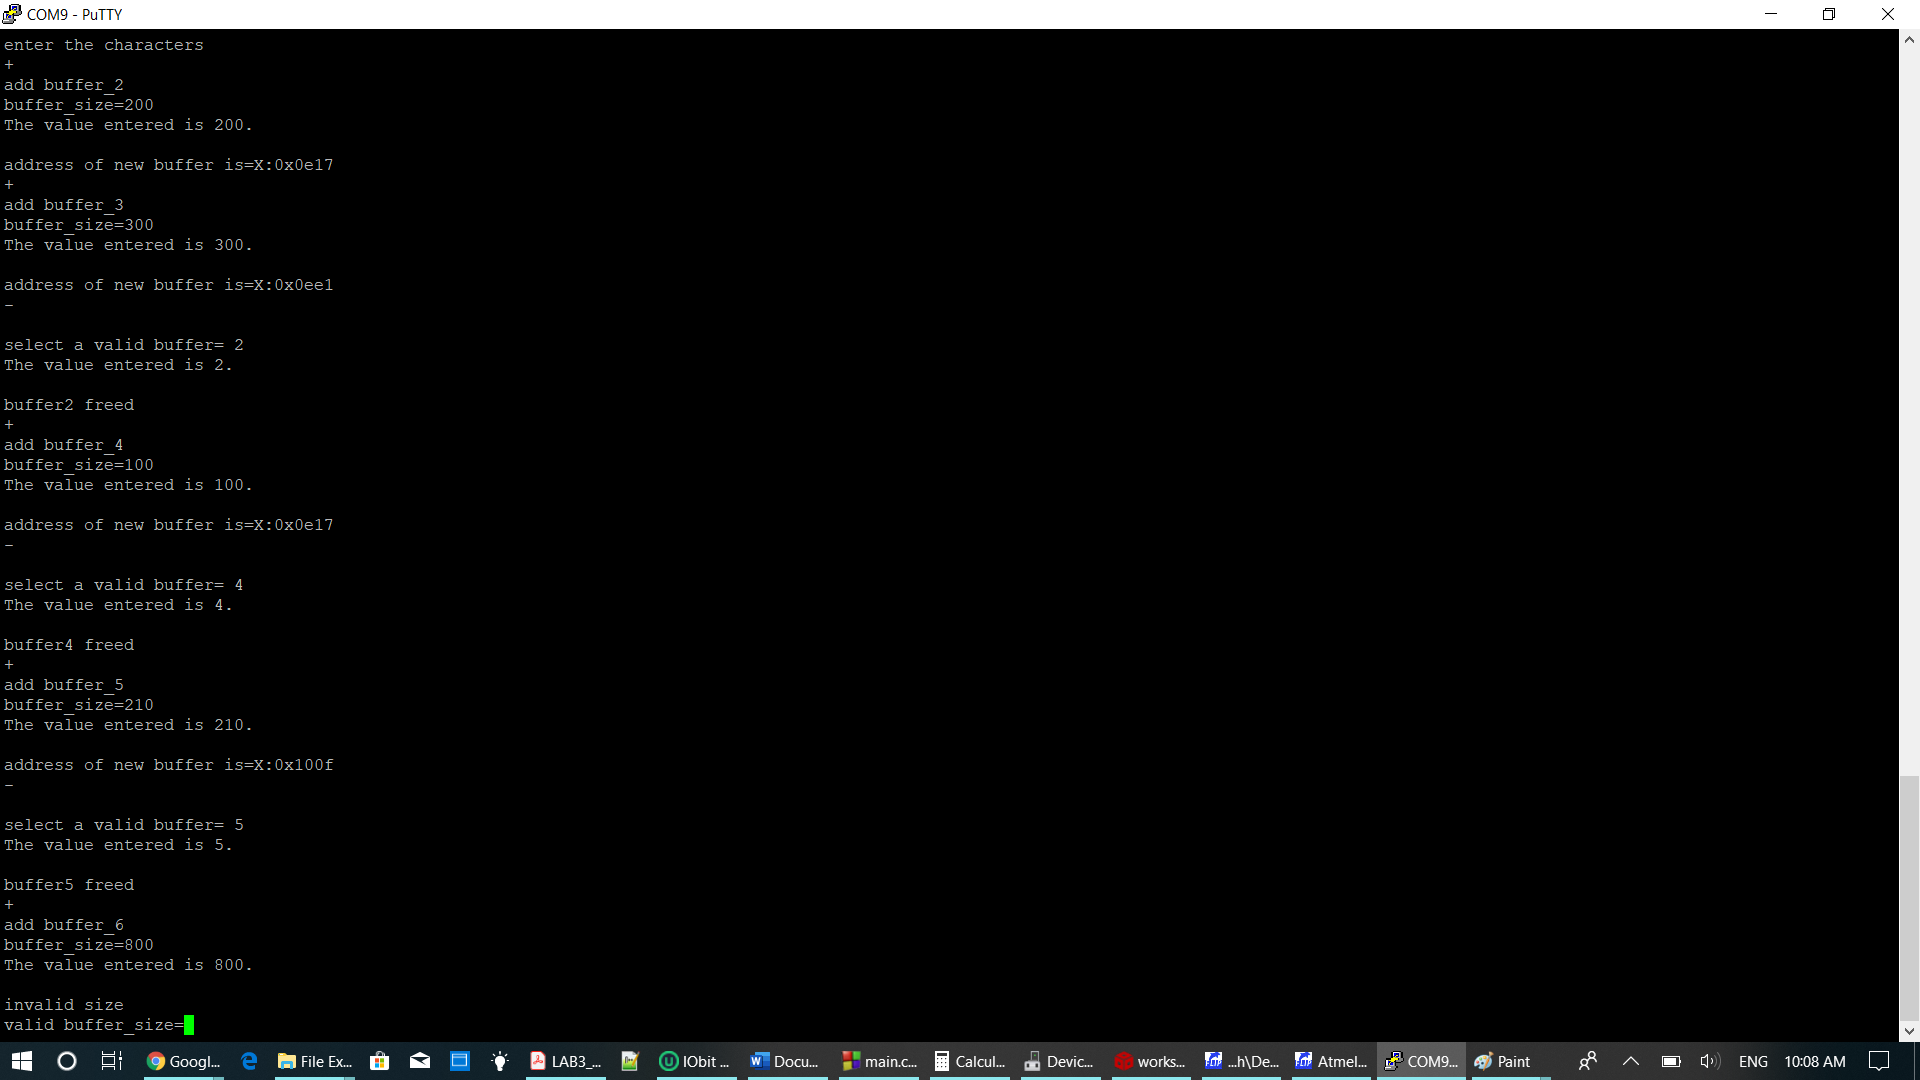 COM9 - PuTTY
enter the characters
+
add buffer_2
buffer_size=200
The value entered is 200.
address of new buffer is=X:0x0e17
+
add buffer_3
buffer_size=300
The value entered is 300.
address of new buffer is=X:0x0ee1
-
select a valid buffer= 2
The value entered is 2.
buffer2 freed
+
add buffer_4
buffer_size=100
The value entered is 100.
address of new buffer is=X:0x0e17
-
select a valid buffer= 4
The value entered is 4.
buffer4 freed
+
add buffer_5
buffer_size=210
The value entered is 210.
address of new buffer is=X:0x100f
-
select a valid buffer= 5
The value entered is 5.
buffer5 freed
+
add buffer_6
buffer_size=800
The value entered is 800.
invalid size
valid buffer_size=
Googl... File Ex... LAB3_... IObit ... Docu... main.c... Calcul... Devic... works... ...h\De... Atmel... COM9... Paint ENG 10:08 AM